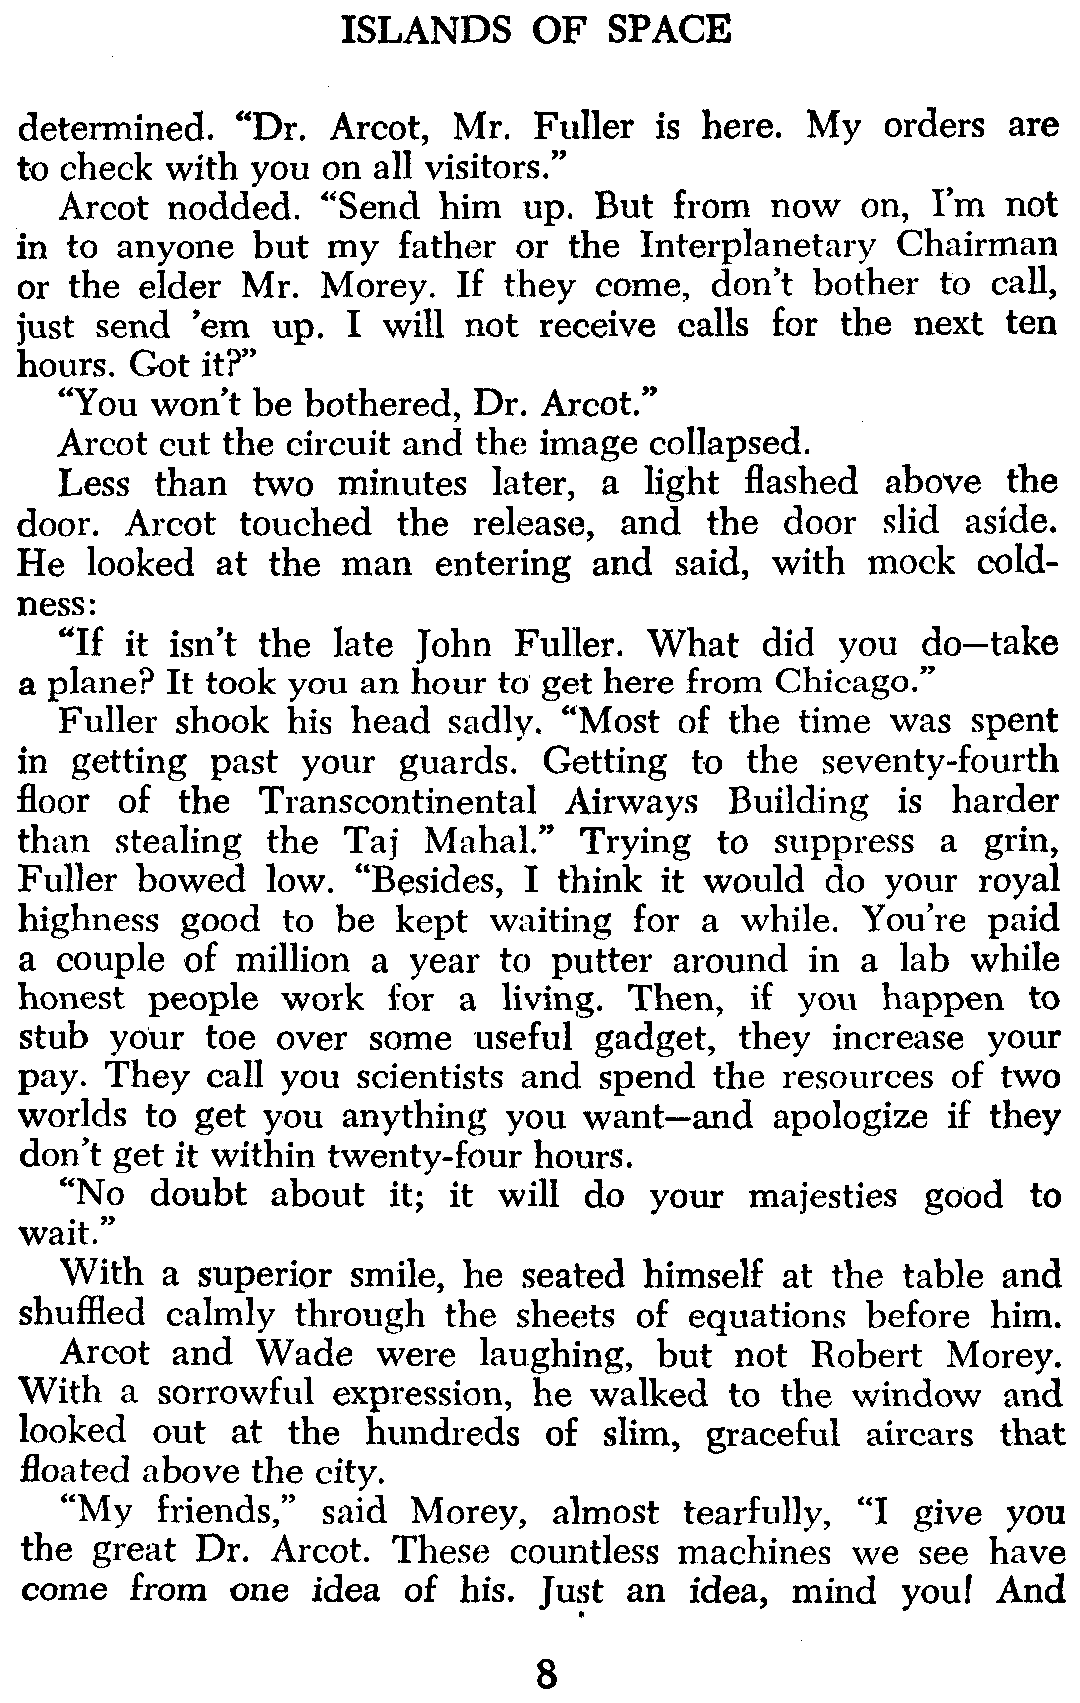 ISLANDS OF SPACE
determined. “Dr. Arcot, Mr. Fuller is here. My orders are
to check with you on all visitors.”
Arcot nodded. “Send him up. But from now on, I’m not
in to anyone but my father or the Interplanetary Chairman
or the elder Mr. Morey. If they come, don’t bother to call,
just send ’em up. I will not receive calls for the next ten
hours. Got it?”
“You won’t be bothered, Dr. Arcot.”
Arcot cut the circuit and the image collapsed.
Less than two minutes later, a light flashed above the
door. Arcot touched the release, and the door slid aside.
He looked at the man entering and said, with mock cold-
ness:
“If it isn’t the late John Fuller. What did you do—take
a plane? It took you an hour to get here from Chicago.”
Fuller shook his head sadly. “Most of the time was spent
in getting past your guards. Getting to the seventy-fourth
floor of the Transcontinental Airways Building is harder
than stealing the Taj Mahal.” Trying to suppress a grin,
Fuller bowed low. “Besides, I think it would do your royal
highness good to be kept waiting for a while. You’re paid
a couple of million a year to putter around in a lab while
honest people work for a living. Then, if you happen to
stub your toe over some useful gadget, they increase your
pay. They call you scientists and spend the resources of two
worlds to get you anything you want—and apologize if they
don’t get it within twenty-four hours.
“No doubt about it; it will do your majesties good to
wait.”
With a superior smile, he seated himself at the table and
shuffled calmly through the sheets of equations before him.
Arcot and Wade were laughing, but not Robert Morey.
With a sorrowful expression, he walked to the window and
looked out at the hundreds of slim, graceful aircars that
floated above the city.
“My friends,” said Morey, almost tearfully, “I give you
the great Dr. Arcot. These countless machines we see have
come from one idea of his. Just an idea, mind you! And
8